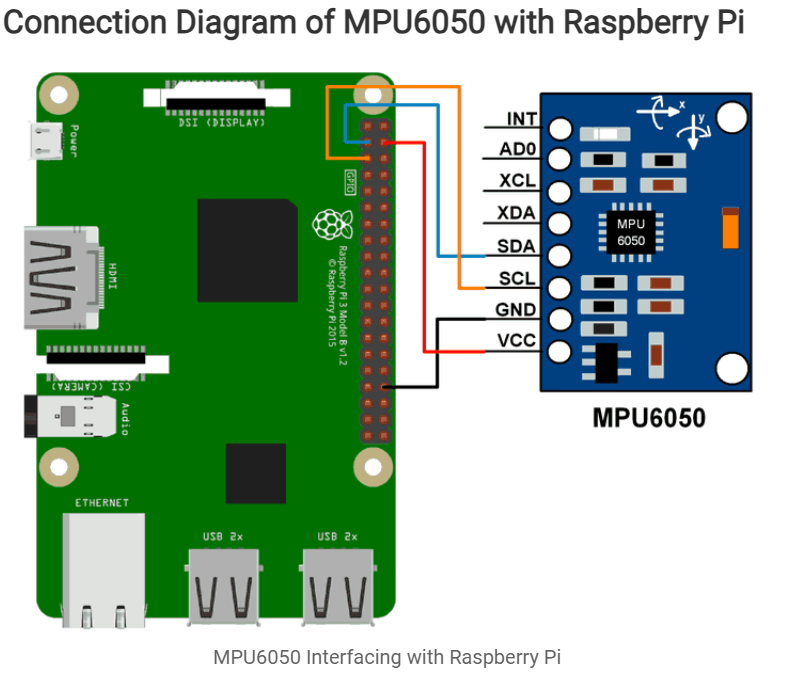 Connection Diagram of MPU6050 with Raspberry Pi
DSI (DISPLAY)
Power
HDMI
CSI (CAMERA)
Audio
ETHERNET
USB 2x
USB 2x
GPIO
Raspberry Pi 3 Model B v1.2
© Raspberry Pi 2015
INT
AD0
XCL
XDA
SDA
SCL
GND
VCC
x
y
MPU
6050
MPU6050
MPU6050 Interfacing with Raspberry Pi